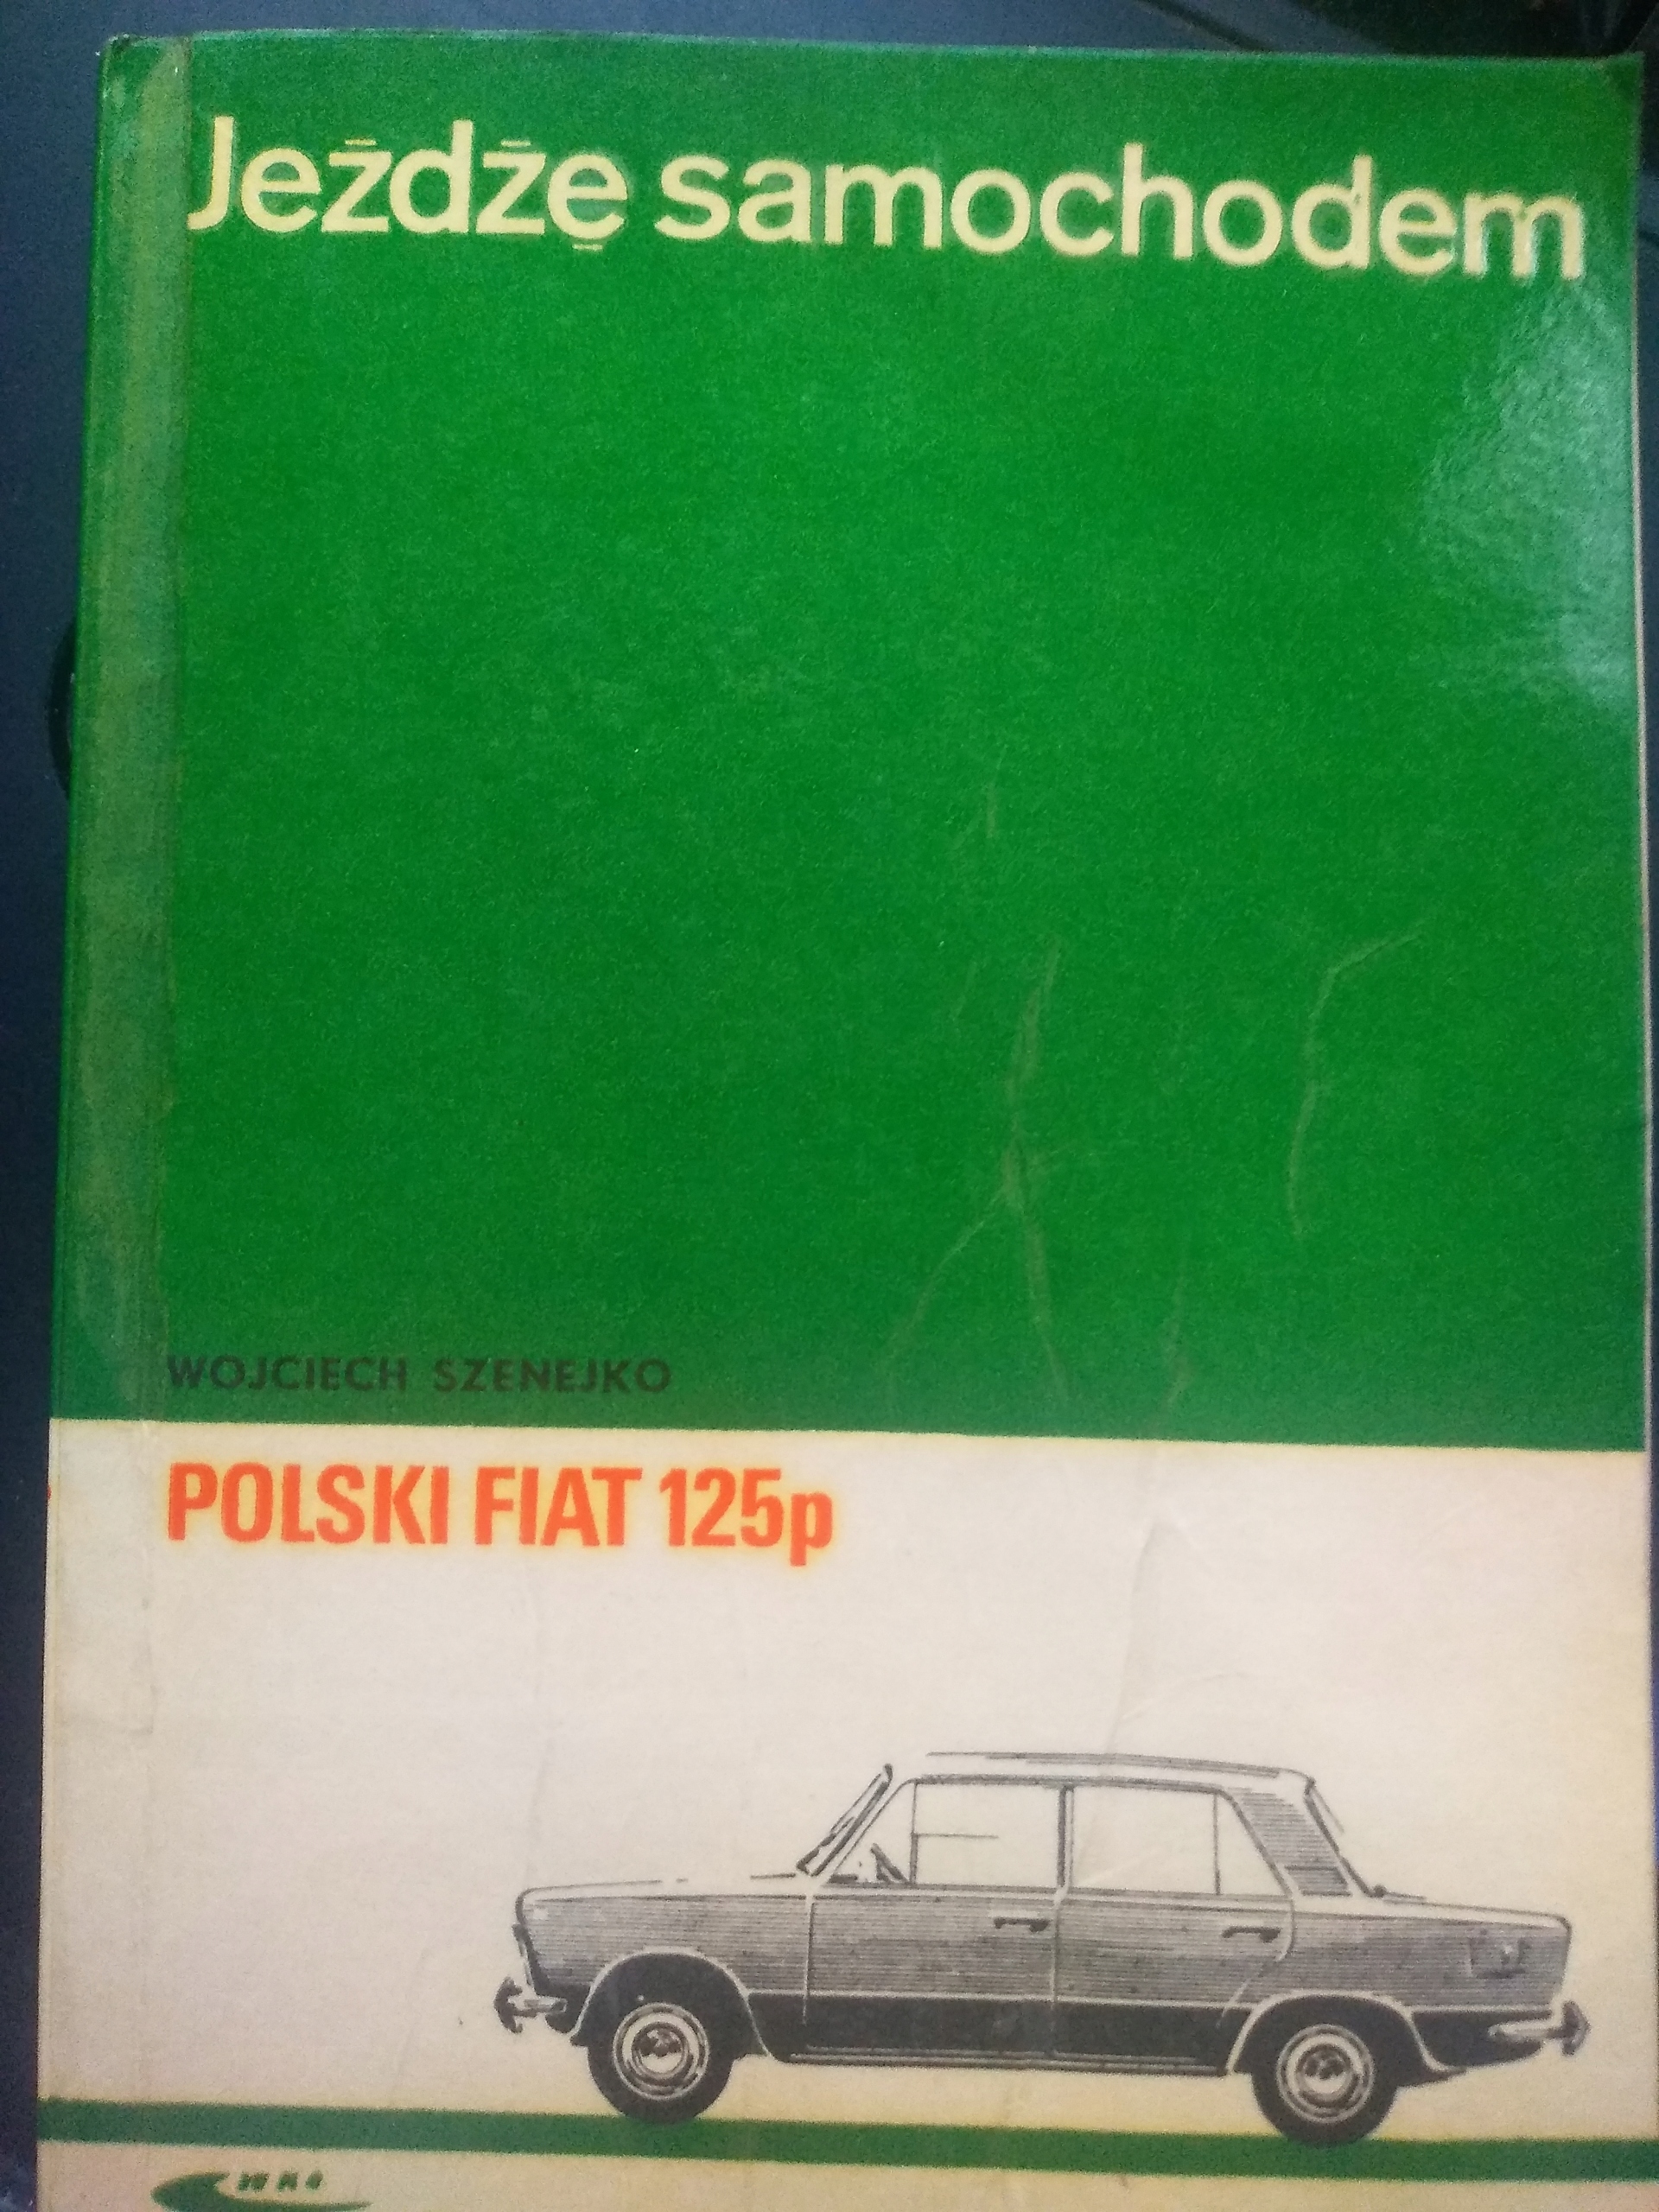 Jeżdżę samochodem
WOJCIECH SZENEJKO
POLSKI FIAT 125p